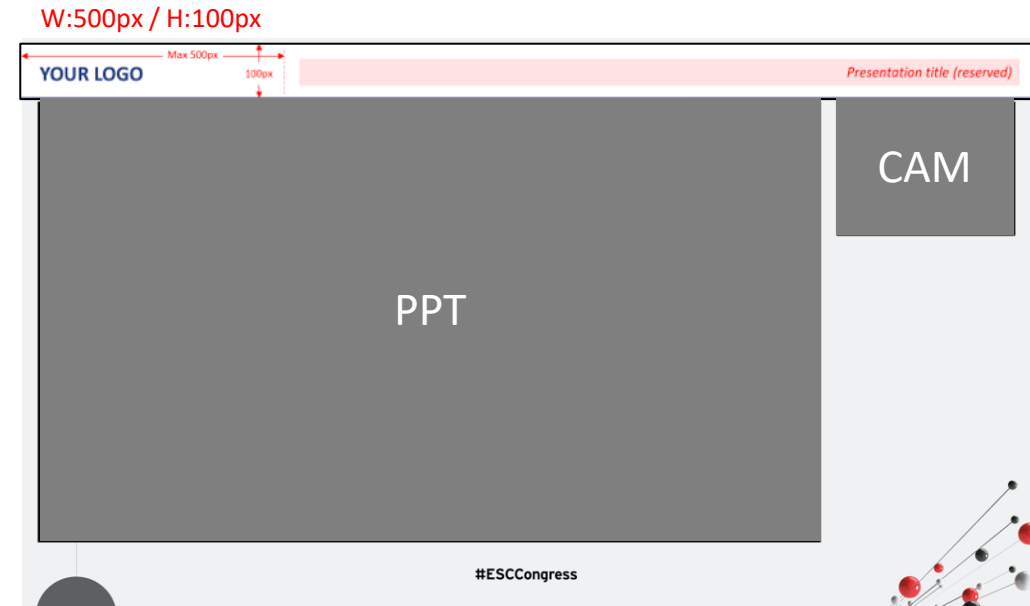 W:500px / H:100px
Max 500px
YOUR LOGO
100px
Presentation title (reserved)
CAM
PPT
#ESCCongress